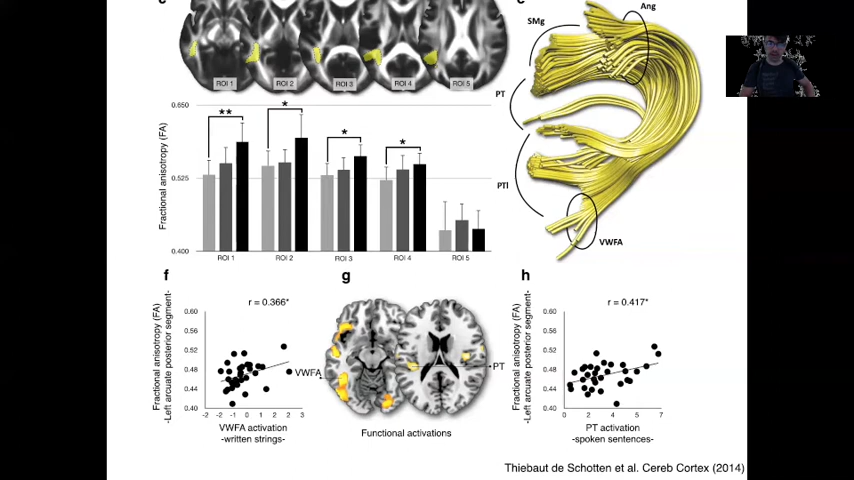 c
e
Ang
SMg
PT
PTl
VWFA
ROI 1
ROI 2
ROI 3
ROI 4
ROI 5
Fractional anisotropy (FA)
0.650
0.525
0.400
**
*
*
*
ROI 1
ROI 2
ROI 3
ROI 4
ROI 5
f
r = 0.366*
Fractional anisotropy (FA)
-Left arcuate posterior segment-
0.60
0.56
0.52
0.48
0.44
0.40
-2 -1 0 1 2 3
VWFA activation
-written strings-
g
VWFA
PT
Functional activations
h
r = 0.417*
Fractional anisotropy (FA)
-Left arcuate posterior segment-
0.60
0.56
0.52
0.48
0.44
0.40
0 2 4 5 7
PT activation
-spoken sentences-
Thiebaut de Schotten et al. Cereb Cortex (2014)